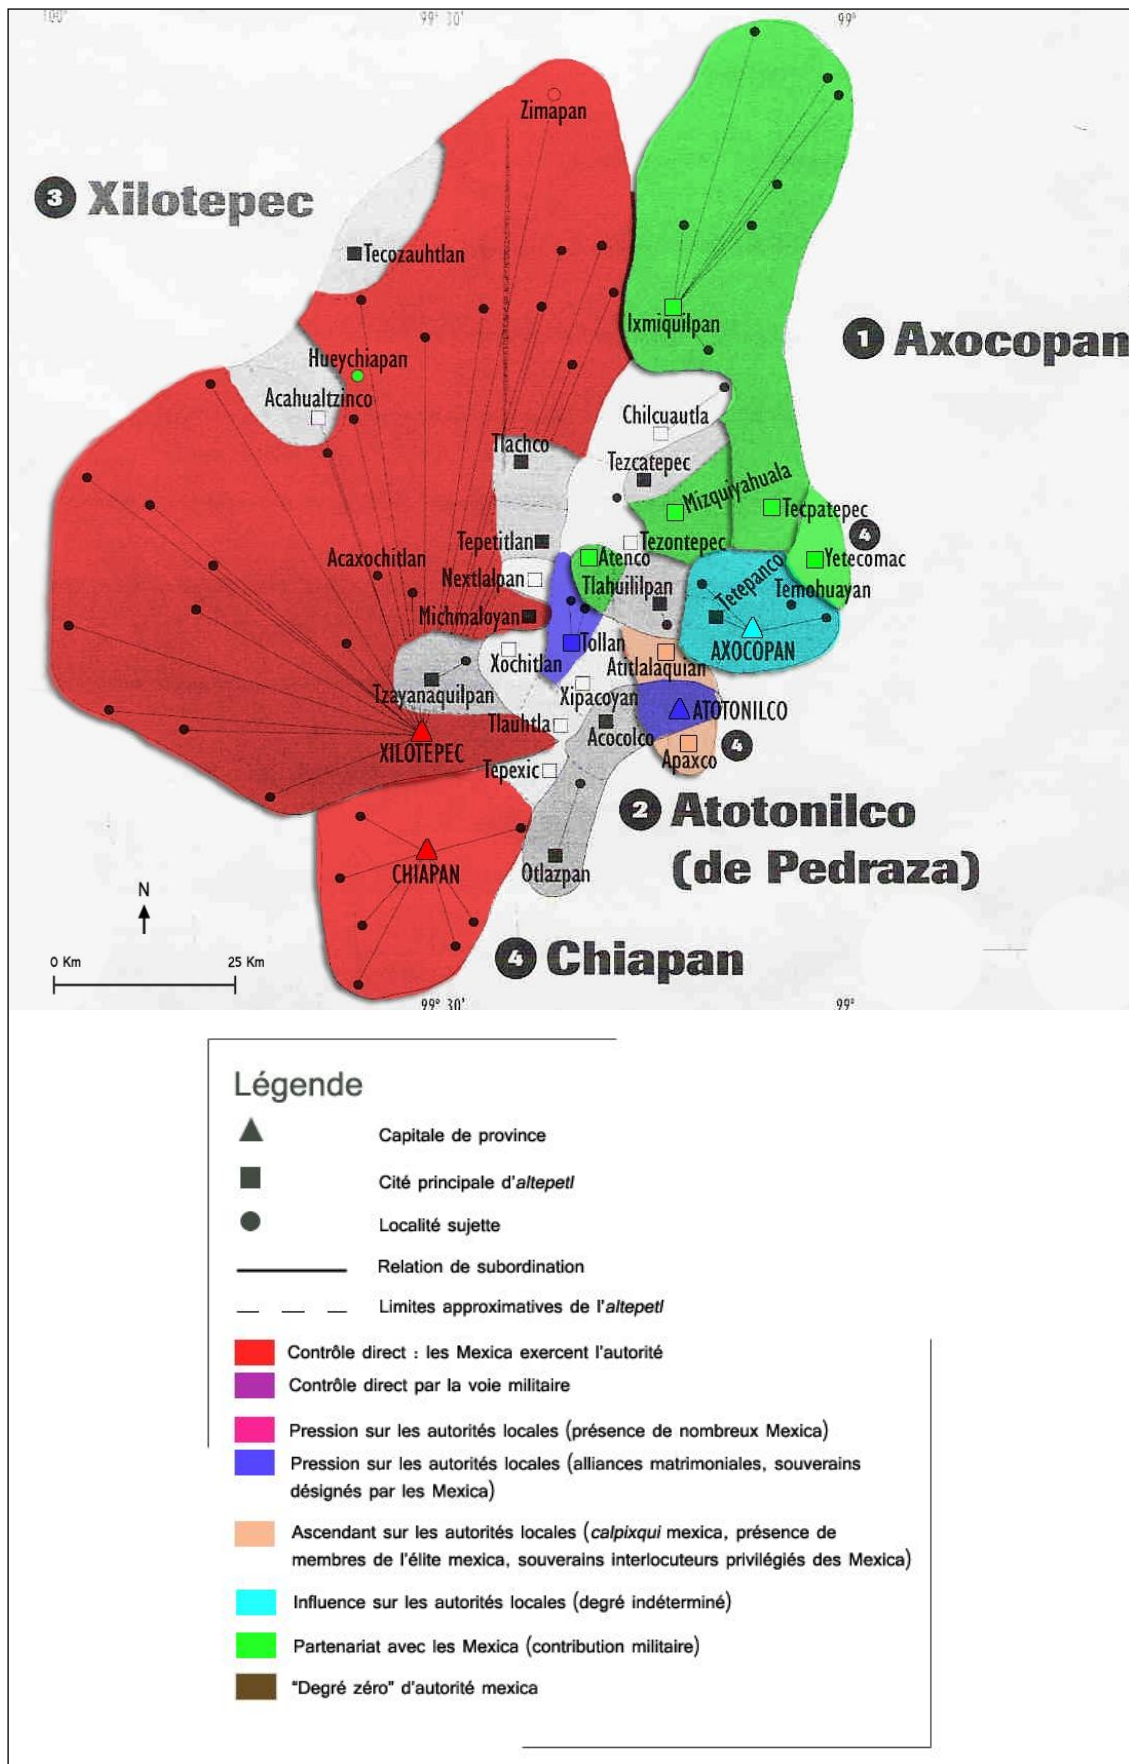 100°
99° 30'
99°
Zimapan
3 Xilotepec
Tecozauhtlan
Ixmiquilpan
1 Axocopan
Hueychiapan
Acahualtzinco
Chilcuautla
Tlachco
Tezcatepec
Mizquiyahuala
Tecpatepec
4
Tepetitlan
Tezontepec
Atenco
Yetecomac
Acaxochitlan
Nextlalpan
Tlahuililpan
Tetepanco
Temohuayan
Michmaloyan
Tollan
AXOCOPAN
Xochitlan
Atitlalaquian
Tzayanaquilpan
Xipacoyan
ATOTONILCO
Tlauhtla
Acocolco
XILOTEPEC
Apaxco
4
Tepexic
2 Atotonilco
(de Pedraza)
CHIAPAN
Otlazpan
N
4 Chiapan
0 Km
25 Km
99° 30'
99°
Légende
Capitale de province
Cité principale d'altepetl
Localité sujette
Relation de subordination
Limites approximatives de l'altepetl
Contrôle direct : les Mexica exercent l'autorité
Contrôle direct par la voie militaire
Pression sur les autorités locales (présence de nombreux Mexica)
Pression sur les autorités locales (alliances matrimoniales, souverains
désignés par les Mexica)
Ascendant sur les autorités locales (calpixqui mexica, présence de
membres de l'élite mexica, souverains interlocuteurs privilégiés des Mexica)
Influence sur les autorités locales (degré indéterminé)
Partenariat avec les Mexica (contribution militaire)
"Degré zéro" d'autorité mexica